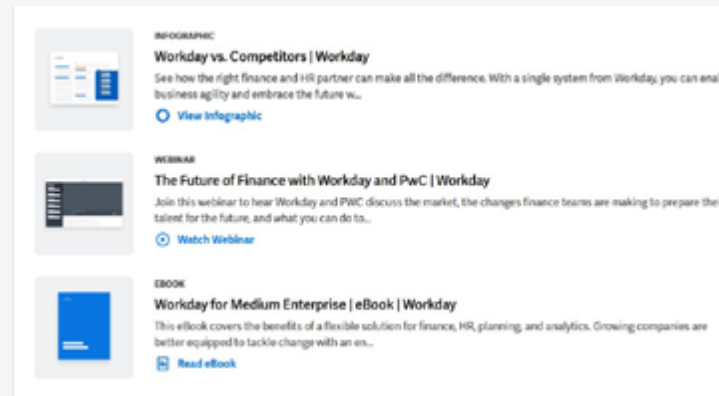 INFOGRAPHIC
Workday vs. Competitors | Workday
See how the right finance and HR partner can make all the difference. With a single system from Workday, you can enal
business agility and embrace the future w...
View Infographic
WEBINAR
The Future of Finance with Workday and PwC | Workday
Join this webinar to hear Workday and PWC discuss the market, the changes finance teams are making to prepare thei
talent for the future, and what you can do to...
Watch Webinar
EBOOK
Workday for Medium Enterprise | eBook | Workday
This eBook covers the benefits of a flexible solution for finance, HR, planning, and analytics. Growing companies are
better equipped to tackle change with an en...
Read eBook